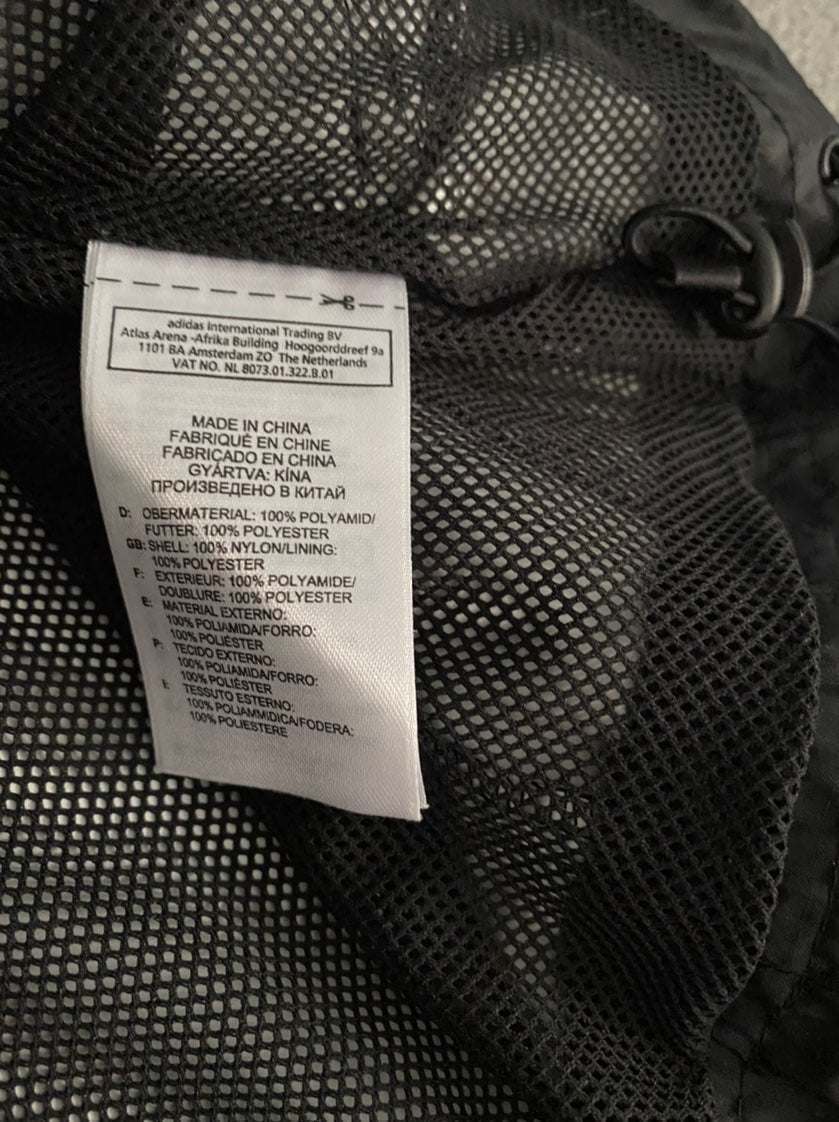 adidas International Trading BV
Atlas Arena -Afrika Building Hoogoorddreef 9a
1101 BA Amsterdam ZO The Netherlands
VAT NO. NL 8073.01.322.B.01
MADE IN CHINA
FABRIQUÉ EN CHINE
FABRICADO EN CHINA
GYÁRTVA: KÍNA
ПРОИЗВЕДЕНО В КИТАЙ
D: OBERMATERIAL: 100% POLYAMID/
FUTTER: 100% POLYESTER
GB: SHELL: 100% NYLON/LINING:
100% POLYESTER
F: EXTERIEUR: 100% POLYAMIDE/
DOUBLURE: 100% POLYESTER
E: MATERIAL EXTERNO:
100% POLIAMIDA/FORRO:
100% POLIÉSTER
P: TECIDO EXTERNO:
100% POLIAMIDA/FORRO:
100% POLIÉSTER
I: TESSUTO ESTERNO:
100% POLIAMMIDICA/FODERA:
100% POLIESTERE